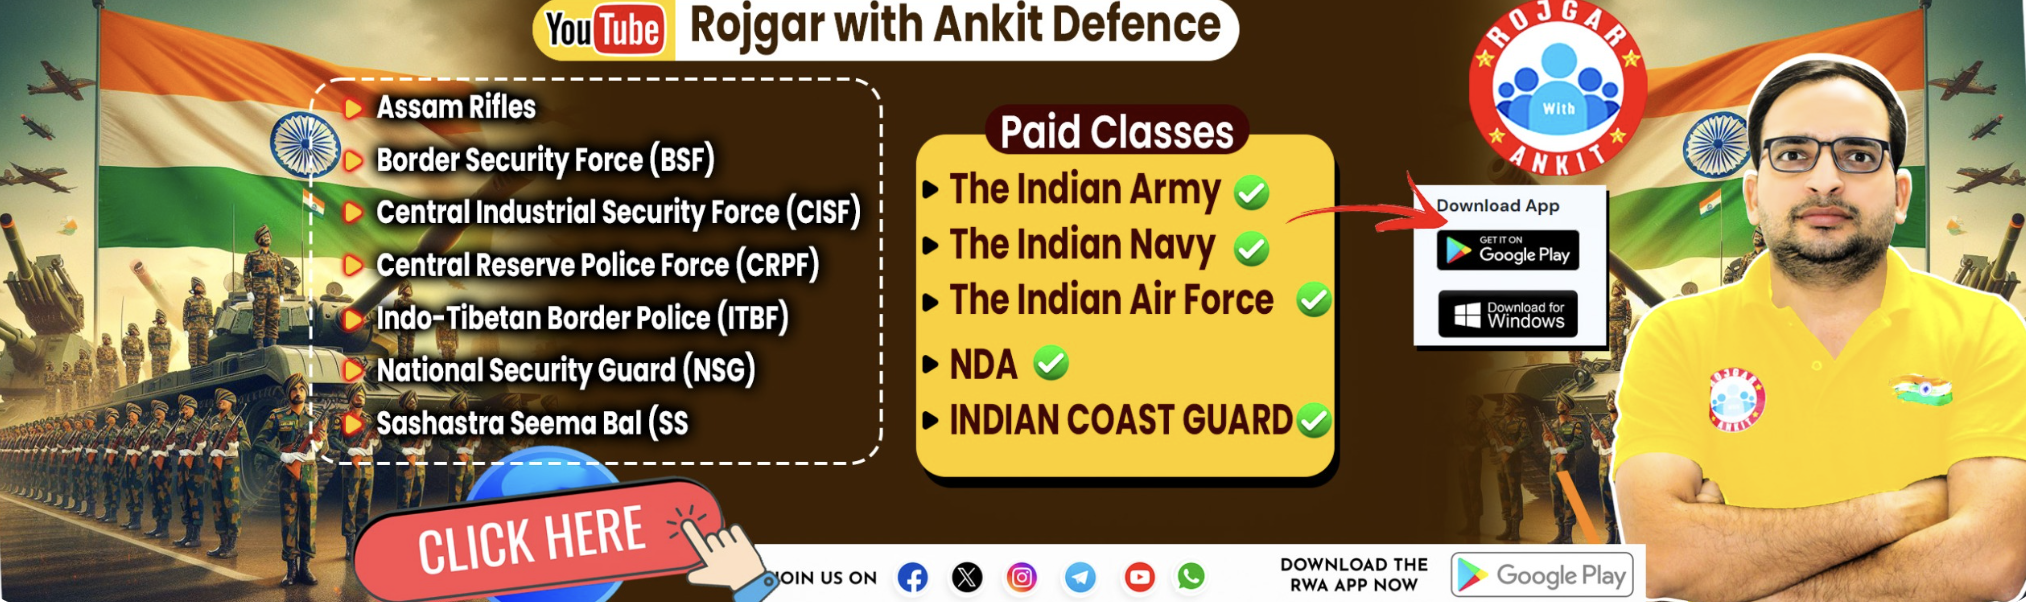 YouTube Rojgar with Ankit Defence
Assam Rifles
Border Security Force (BSF)
Central Industrial Security Force (CISF)
Central Reserve Police Force (CRPF)
Indo-Tibetan Border Police (ITBF)
National Security Guard (NSG)
Sashastra Seema Bal (SS
CLICK HERE
Paid Classes
The Indian Army
The Indian Navy
The Indian Air Force
NDA
INDIAN COAST GUARD
ROJGAR
With
ANKIT
Download App
GET IT ON
Google Play
Download for
Windows
ROJGAR
ANKIT
JOIN US ON
DOWNLOAD THE
RWA APP NOW
Google Play